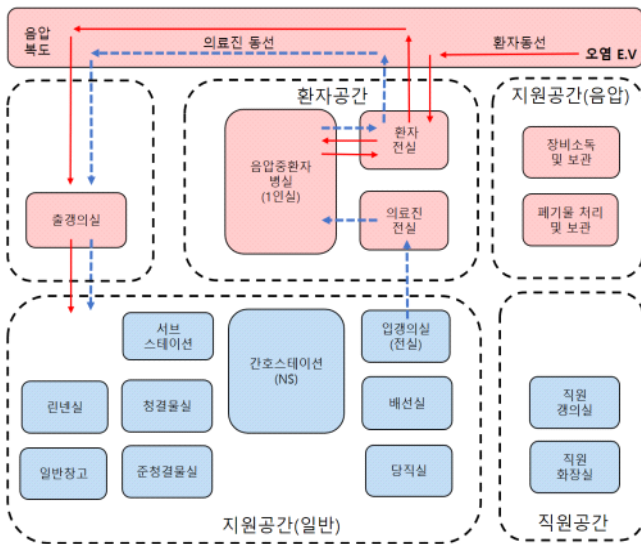 음압
복도
의료진 동선
환자동선
오염 E.V
환자공간
지원공간(음압)
음압중환자
병실
(1인실)
환자
전실
의료진
전실
장비소독
및 보관
폐기물 처리
및 보관
출갱의실
서브
스테이션
간호스테이션
(NS)
입갱의실
(전실)
린넨실
청결물실
배선실
직원
갱의실
일반창고
준청결물실
당직실
직원
화장실
지원공간(일반)
직원공간